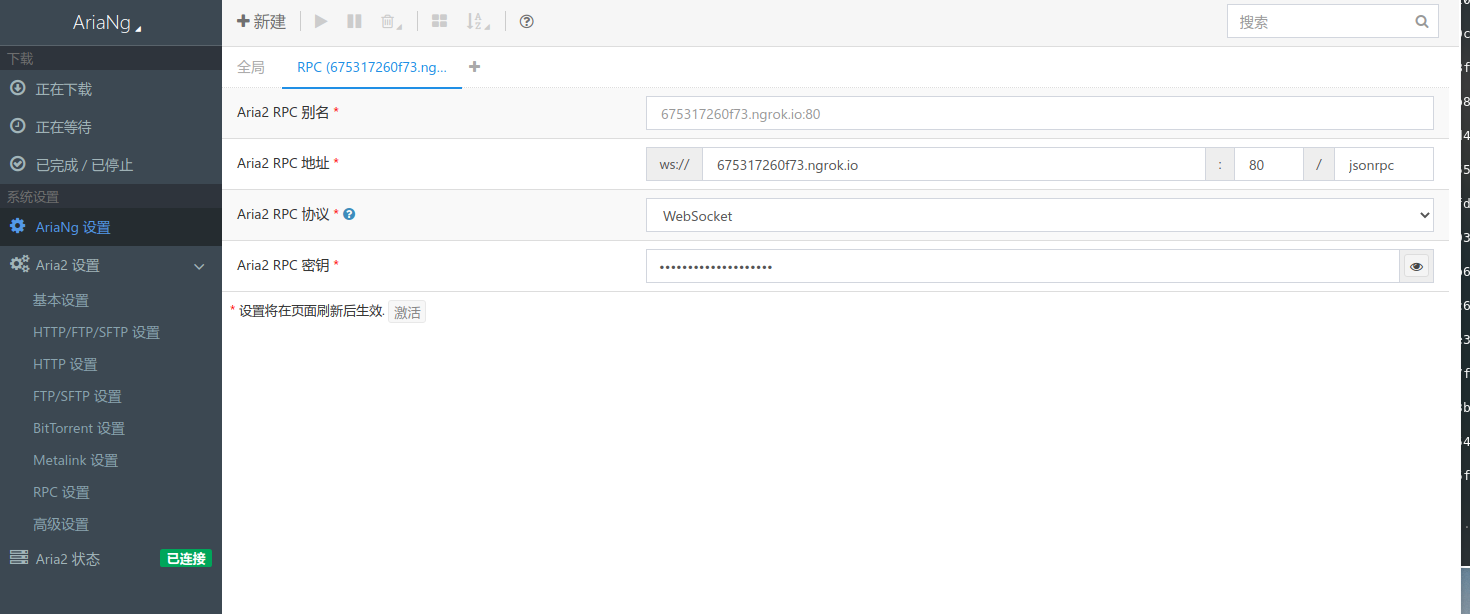 AriaNg
新建
搜索
下载
正在下载
正在等待
已完成 / 已停止
系统设置
AriaNg 设置
Aria2 设置
基本设置
HTTP/FTP/SFTP 设置
HTTP 设置
FTP/SFTP 设置
BitTorrent 设置
Metalink 设置
RPC 设置
高级设置
Aria2 状态 已连接
全局 RPC (675317260f73.ng... +
Aria2 RPC 别名 * 675317260f73.ngrok.io:80
Aria2 RPC 地址 * ws:// 675317260f73.ngrok.io : 80 / jsonrpc
Aria2 RPC 协议 * WebSocket
Aria2 RPC 密钥 * ••••••••••••••••••••
* 设置将在页面刷新后生效. 激活